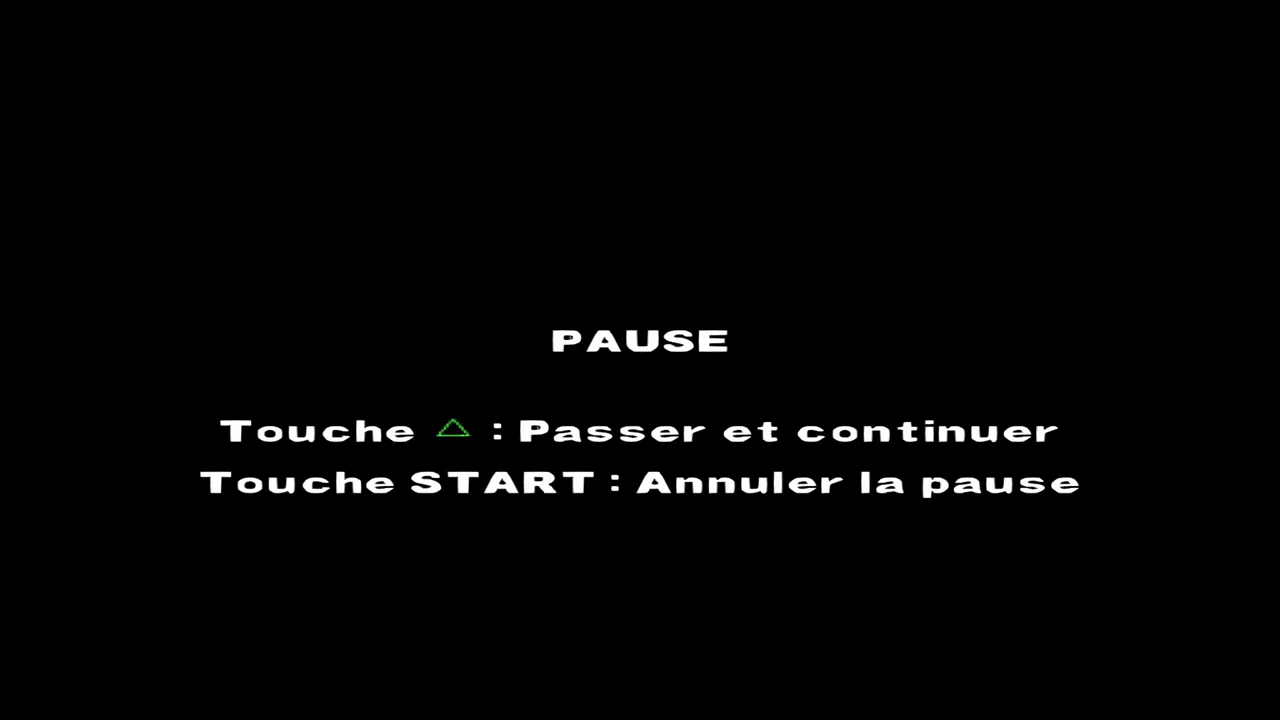 PAUSE
Touche △ : Passer et continuer
Touche START : Annuler la pause